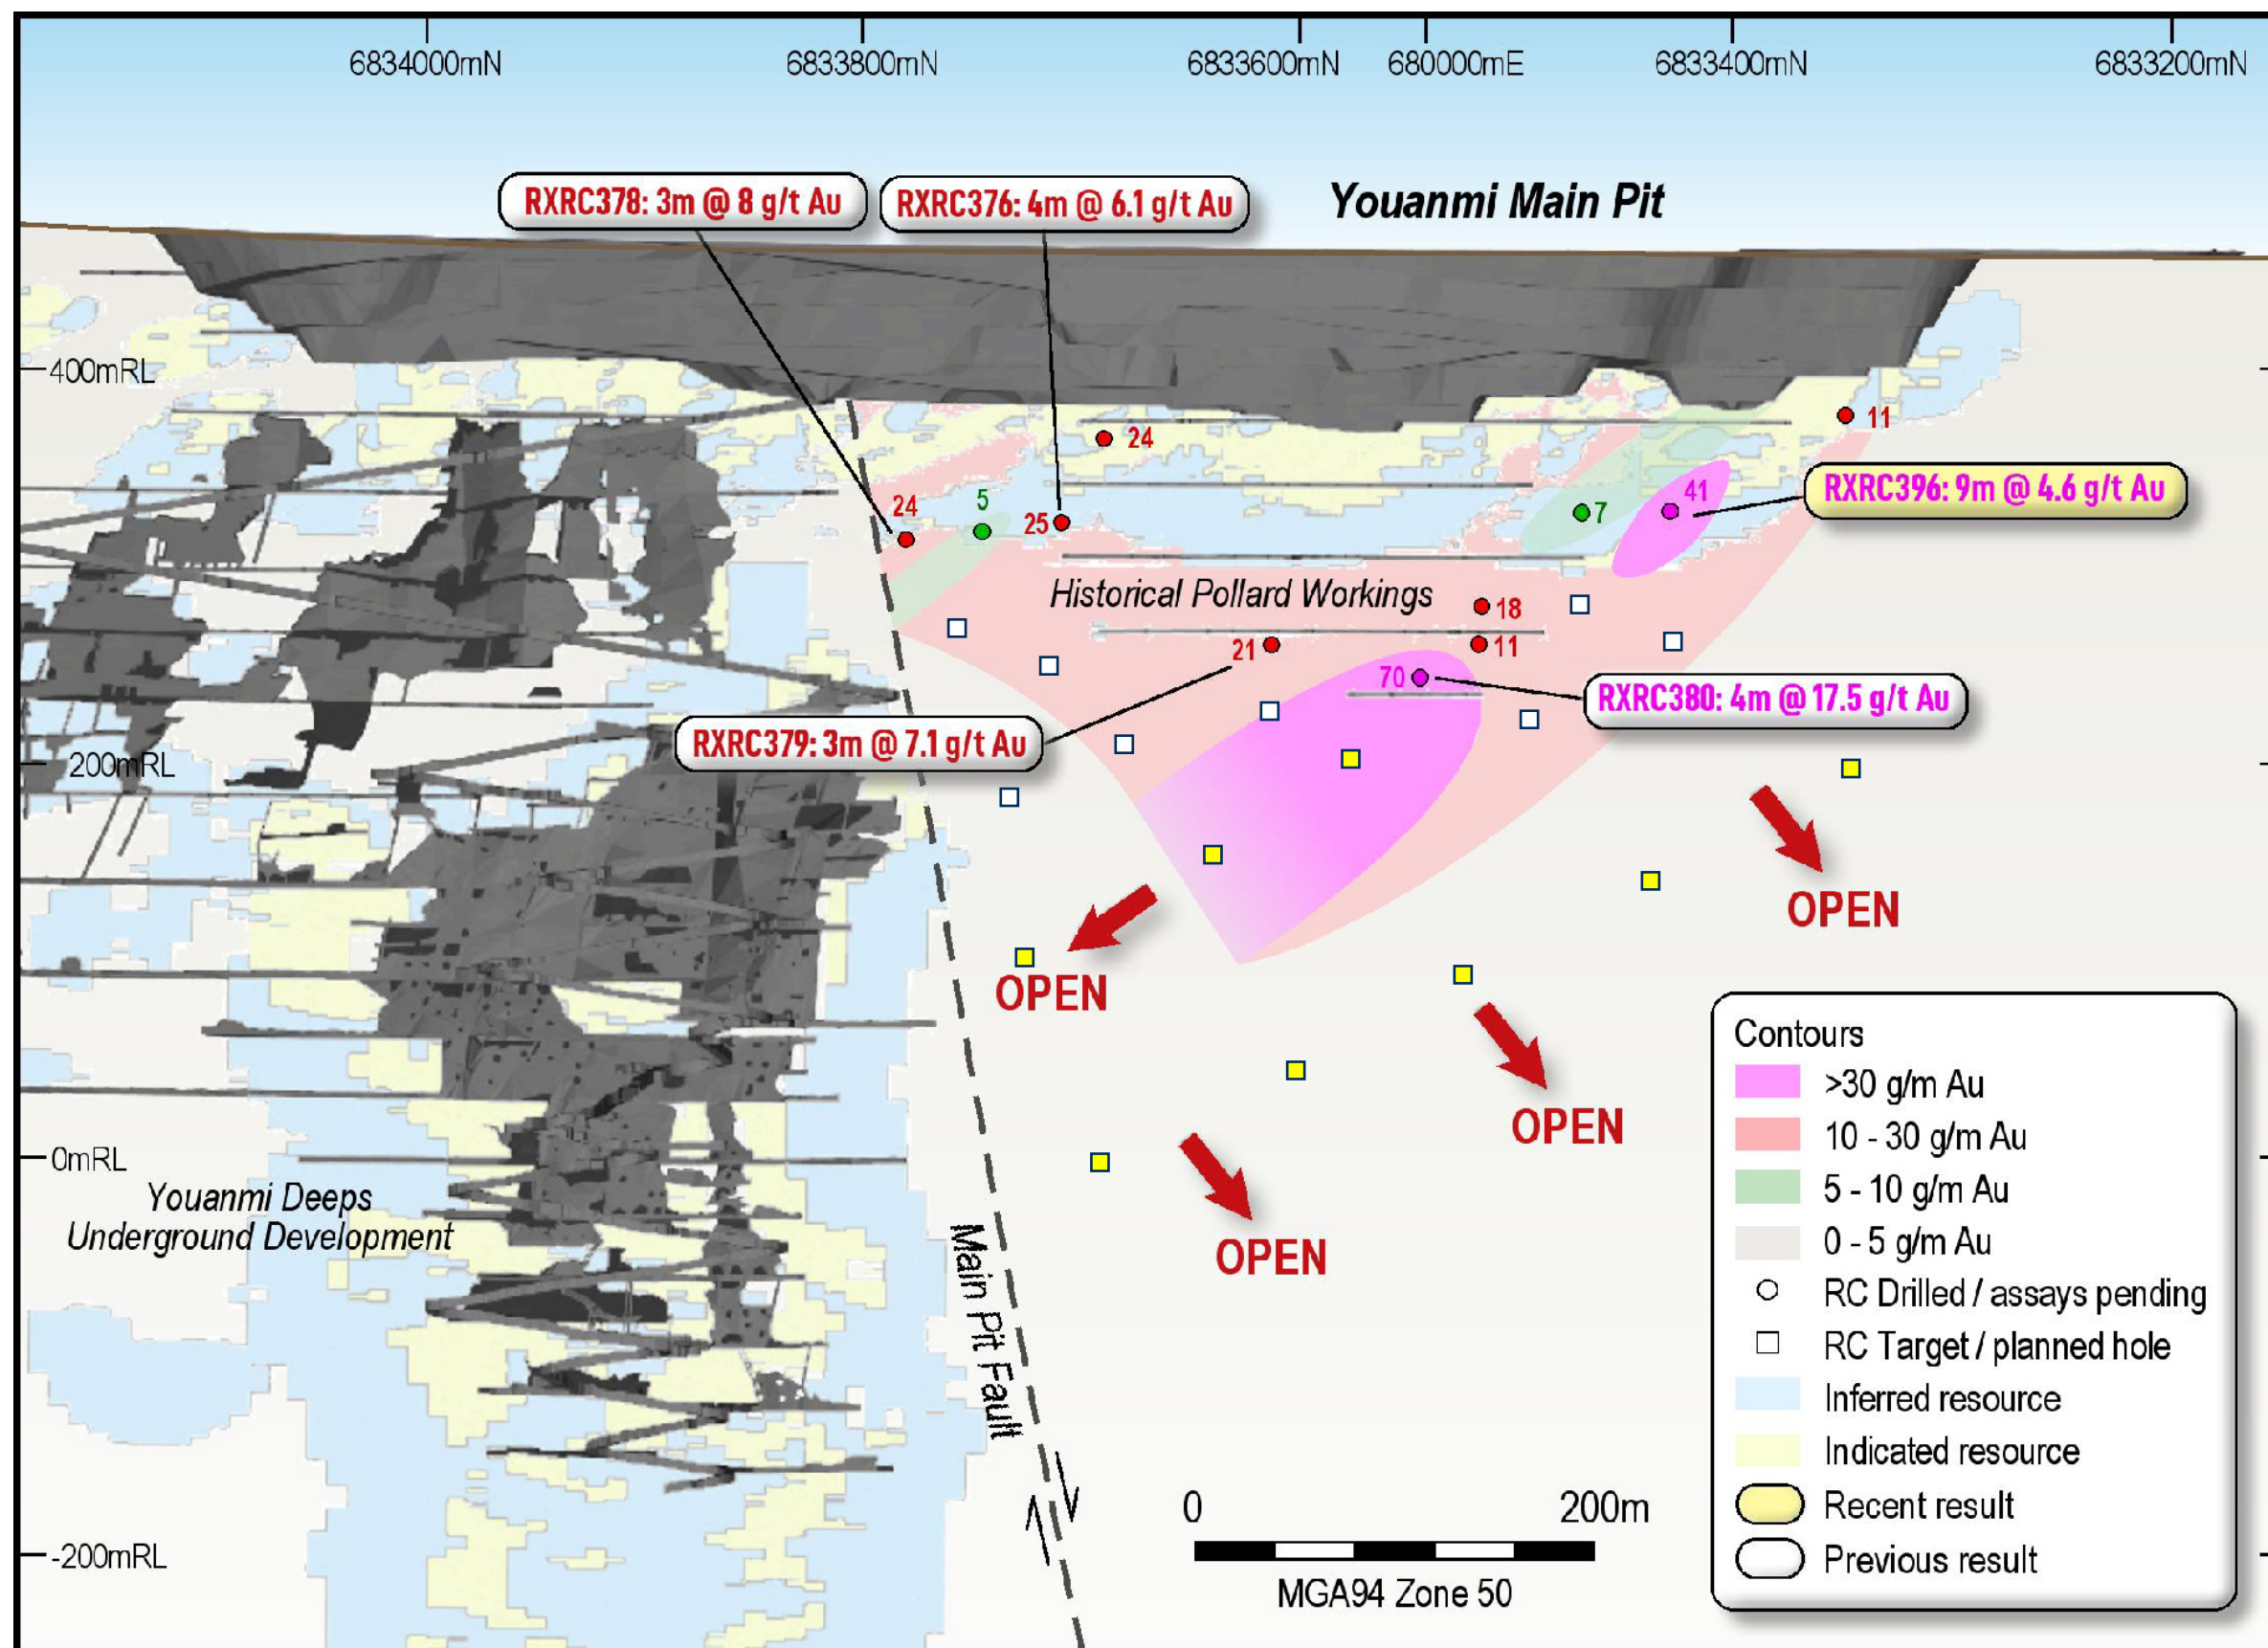 6834000mN
6833800mN
6833600mN
680000mE
6833400mN
6833200mN
RXRC378: 3m @ 8 g/t Au
RXRC376: 4m @ 6.1 g/t Au
Youanmi Main Pit
400mRL
24
11
RXRC396: 9m @ 4.6 g/t Au
41
24
5
25
7
Historical Pollard Workings
18
21
11
70
RXRC380: 4m @ 17.5 g/t Au
RXRC379: 3m @ 7.1 g/t Au
200mRL
OPEN
OPEN
OPEN
OPEN
0mRL
Youanmi Deeps
Underground Development
Main Pit Fault
-200mRL
0
200m
MGA94 Zone 50
Contours
>30 g/m Au
10 - 30 g/m Au
5 - 10 g/m Au
0 - 5 g/m Au
RC Drilled / assays pending
RC Target / planned hole
Inferred resource
Indicated resource
Recent result
Previous result